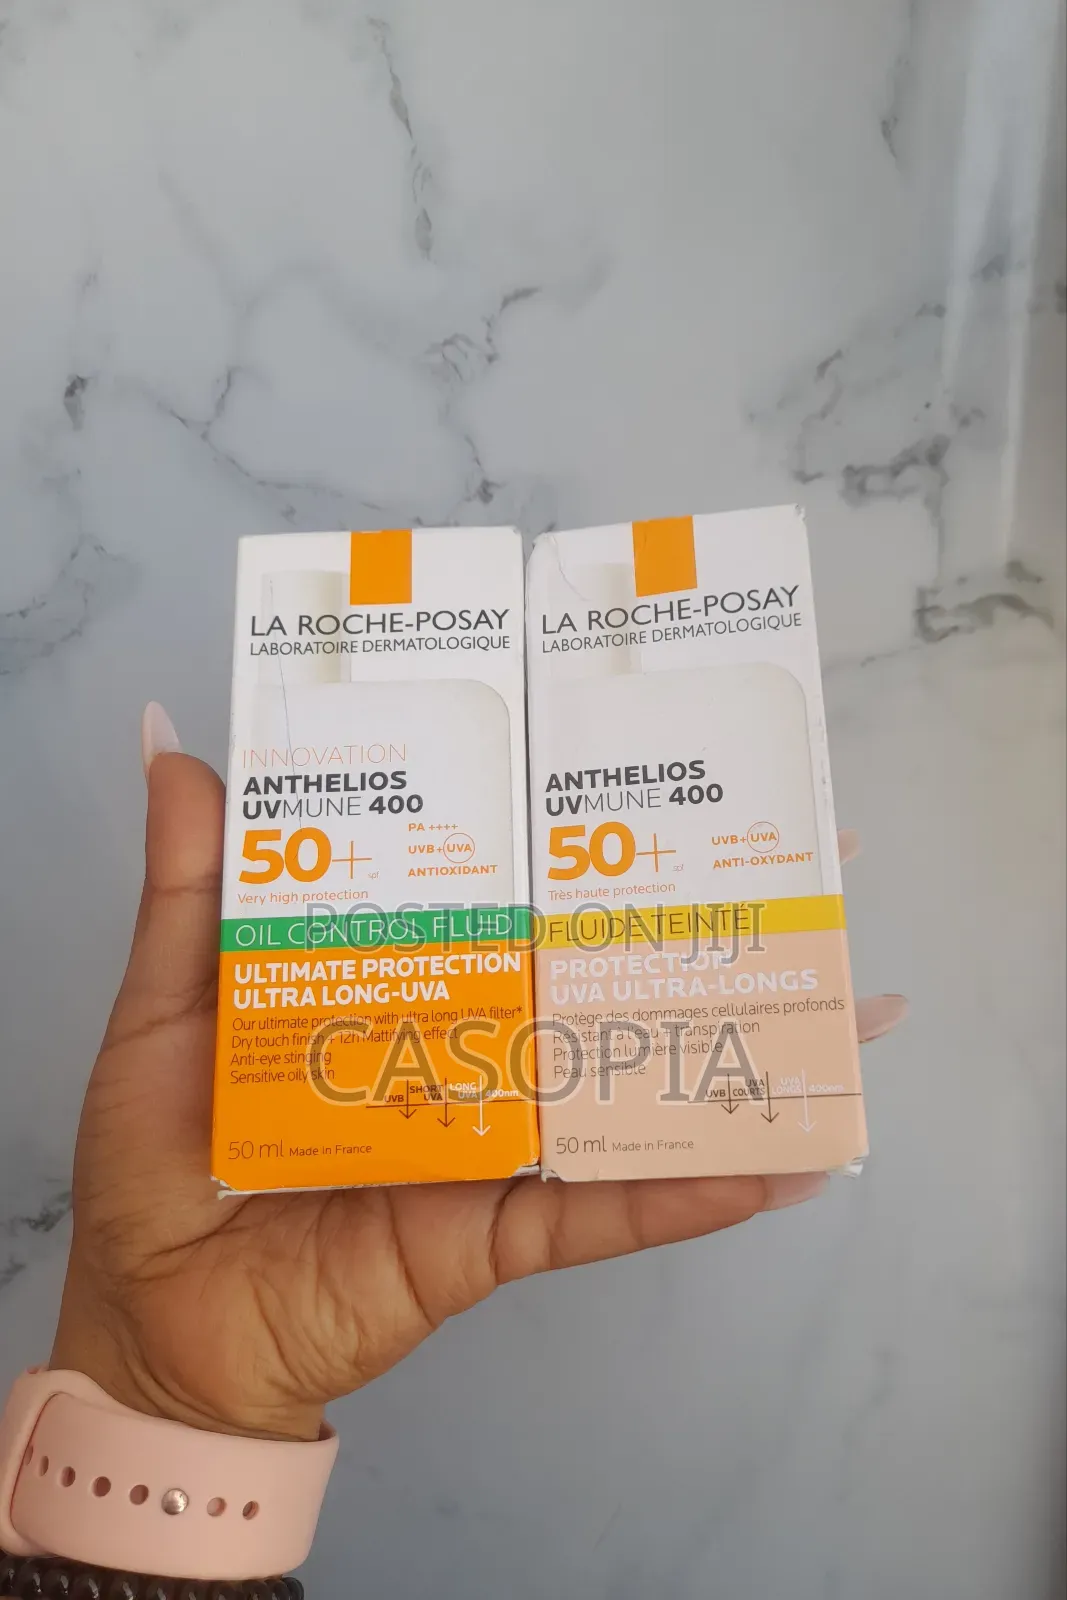 LA ROCHE-POSAY
LABORATOIRE DERMATOLOGIQUE
INNOVATION
ANTHELIOS
UVMUNE 400
50+ spf
PA ++++
UVB+UVA
ANTIOXIDANT
Very high protection
OIL CONTROL FLUID
ULTIMATE PROTECTION
ULTRA LONG-UVA
Our ultimate protection with ultra long UVA filter*
Dry touch finish + 12h Mattifying effect
Anti-eye stinging
Sensitive oily skin
UVB
SHORT UVA
LONG UVA
400nm
50 ml Made in France
LA ROCHE-POSAY
LABORATOIRE DERMATOLOGIQUE
ANTHELIOS
UVMUNE 400
50+ spf
UVB+UVA
ANTI-OXYDANT
Très haute protection
FLUIDE TEINTÉ
PROTECTION
UVA ULTRA-LONGS
Protège des dommages cellulaires profonds
Résistant à l'eau + transpiration
Protection lumière visible
Peau sensible
UVB
UVA COURTS
UVA LONGS
400nm
50 ml Made in France
POSTED ON JIJI
CASOPIA